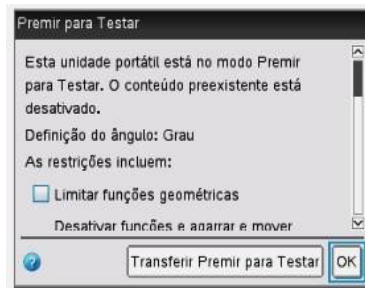 Premir para Testar
Esta unidade portátil está no modo Premir
para Testar. O conteúdo preexistente está
desativado.
Definição do ângulo: Grau
As restrições incluem:
Limitar funções geométricas
Desativar funções e agarrar e mover
Transferir Premir para Testar
OK